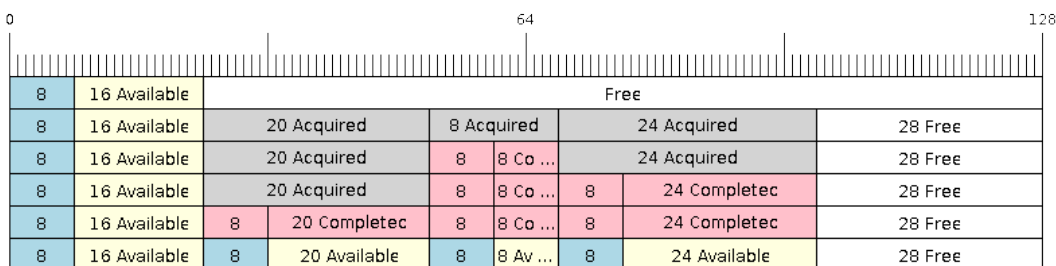 0 64 128
8 16 Available Free
8 16 Available 20 Acquired 8 Acquired 24 Acquired 28 Free
8 16 Available 20 Acquired 8 8 Co ... 24 Acquired 28 Free
8 16 Available 20 Acquired 8 8 Co ... 8 24 Completec 28 Free
8 16 Available 8 20 Completec 8 8 Co ... 8 24 Completec 28 Free
8 16 Available 8 20 Available 8 8 Av ... 8 24 Available 28 Free